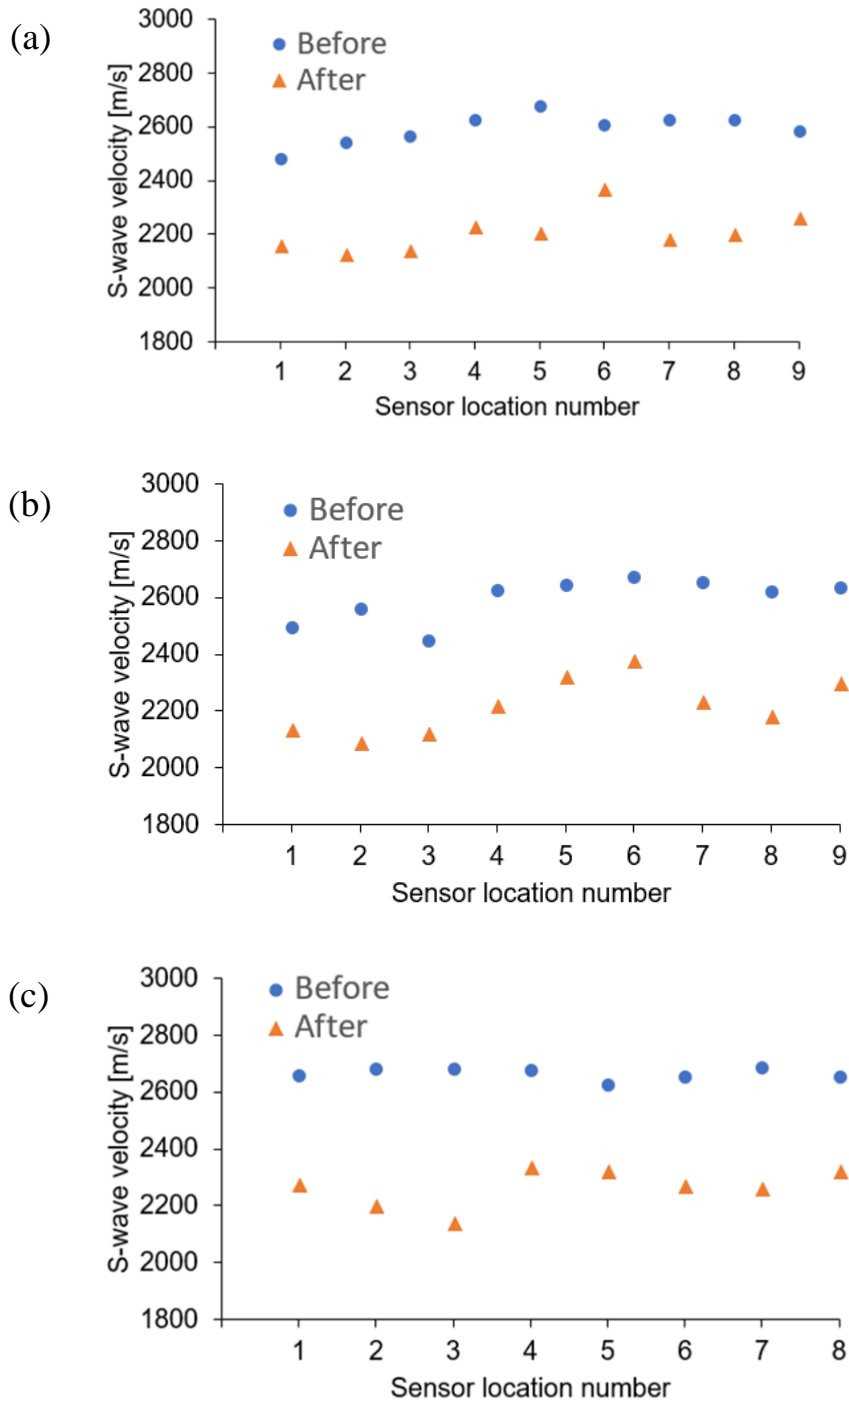 (a)
S-wave velocity [m/s]
3000
2800
2600
2400
2200
2000
1800
Before
After
1 2 3 4 5 6 7 8 9
Sensor location number
(b)
S-wave velocity [m/s]
3000
2800
2600
2400
2200
2000
1800
Before
After
1 2 3 4 5 6 7 8 9
Sensor location number
(c)
S-wave velocity [m/s]
3000
2800
2600
2400
2200
2000
1800
Before
After
1 2 3 4 5 6 7 8
Sensor location number